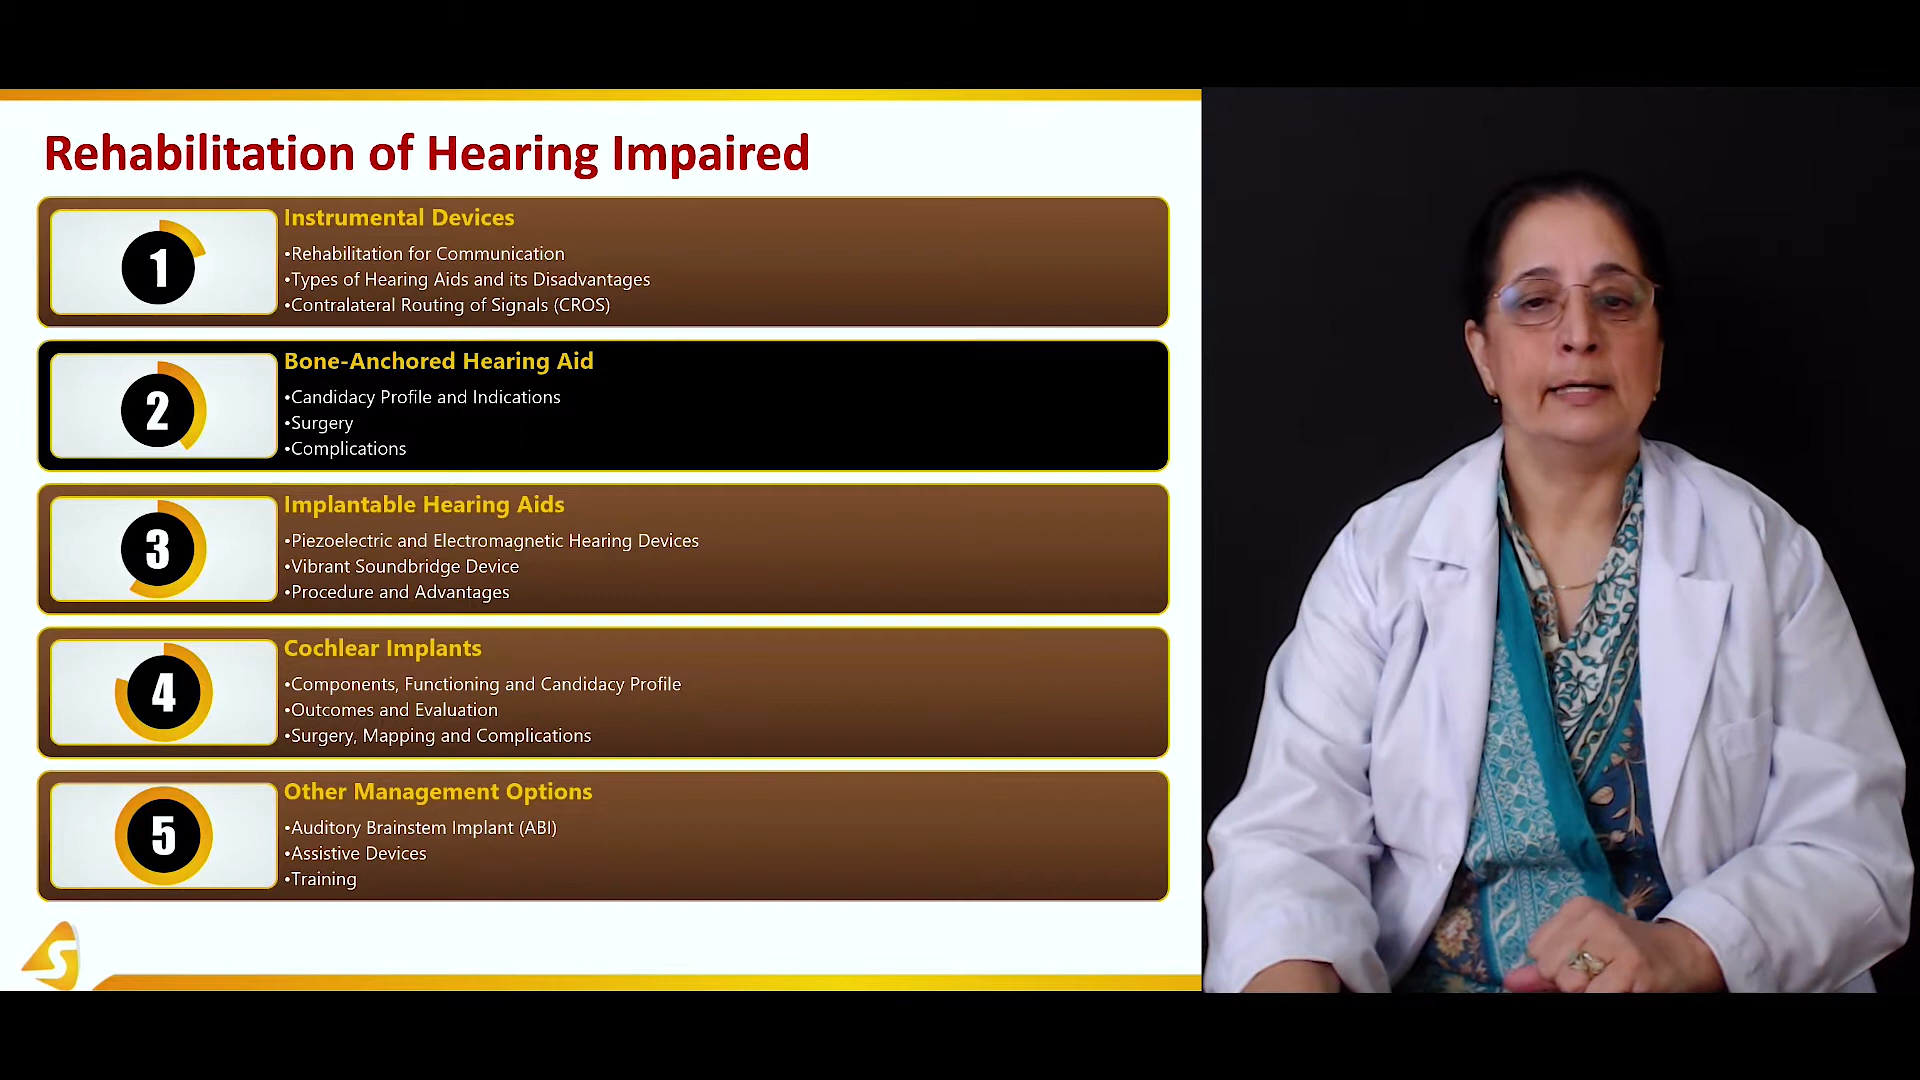 Rehabilitation of Hearing Impaired
1
Instrumental Devices
•Rehabilitation for Communication
•Types of Hearing Aids and its Disadvantages
•Contralateral Routing of Signals (CROS)
2
Bone-Anchored Hearing Aid
•Candidacy Profile and Indications
•Surgery
•Complications
3
Implantable Hearing Aids
•Piezoelectric and Electromagnetic Hearing Devices
•Vibrant Soundbridge Device
•Procedure and Advantages
4
Cochlear Implants
•Components, Functioning and Candidacy Profile
•Outcomes and Evaluation
•Surgery, Mapping and Complications
5
Other Management Options
•Auditory Brainstem Implant (ABI)
•Assistive Devices
•Training
S